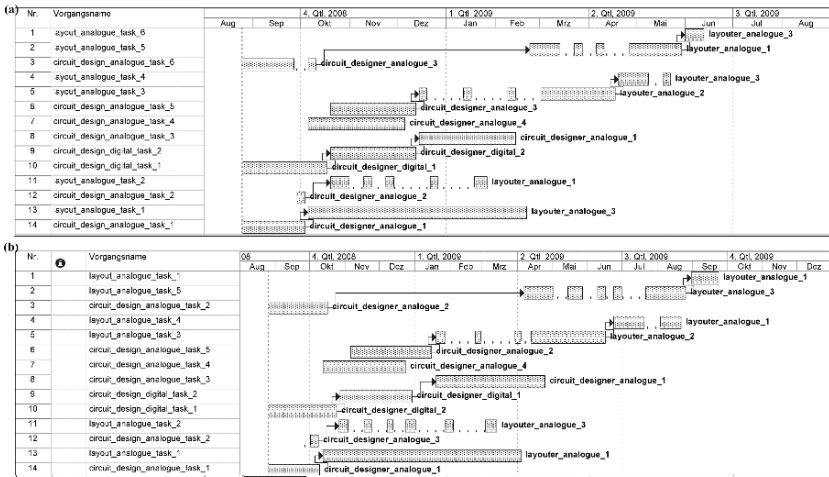 (a)
Nr. Vorgangsname 4. Qtl, 2008 1. Qtl, 2009 2. Qtl, 2009 3. Qtl, 2009
Aug Sep Okt Nov Dez Jan Feb Mrz Apr Mai Jun Jul Aug
1 ayout_analogue_task_6 layouter_analogue_3
2 ayout_analogue_task_5 layouter_analogue_1
3 circuit_design_analogue_task_6 circuit_designer_analogue_3
4 ayout_analogue_task_4 layouter_analogue_3
5 ayout_analogue_task_3 layouter_analogue_2
6 circuit_design_analogue_task_5 circuit_designer_analogue_3
7 circuit_design_analogue_task_4 circuit_designer_analogue_4
8 circuit_design_analogue_task_3 circuit_designer_analogue_1
9 circuit_design_digital_task_2 circuit_designer_digital_2
10 circuit_design_digital_task_1 circuit_designer_digital_1
11 ayout_analogue_task_2 layouter_analogue_1
12 circuit_design_analogue_task_2 circuit_designer_analogue_2
13 ayout_analogue_task_1 layouter_analogue_3
14 circuit_design_analogue_task_1 circuit_designer_analogue_1
(b)
Nr. Vorgangsname 08 4. Qtl, 2008 1. Qtl, 2009 2. Qtl, 2009 3. Qtl, 2009 4. Qtl, 2009
Aug Sep Okt Nov Dez Jan Feb Mrz Apr Mai Jun Jul Aug Sep Okt Nov Dez
1 layout_analogue_task_1 layouter_analogue_1
2 layout_analogue_task_5 layouter_analogue_3
3 circuit_design_analogue_task_2 circuit_designer_analogue_2
4 layout_analogue_task_4 layouter_analogue_1
5 layout_analogue_task_3 layouter_analogue_2
6 circuit_design_analogue_task_5 circuit_designer_analogue_2
7 circuit_design_analogue_task_4 circuit_designer_analogue_4
8 circuit_design_analogue_task_3 circuit_designer_analogue_1
9 circuit_design_digital_task_2 circuit_designer_digital_1
10 circuit_design_digital_task_1 circuit_designer_digital_2
11 layout_analogue_task_2 layouter_analogue_3
12 circuit_design_analogue_task_2 circuit_designer_analogue_3
13 layout_analogue_task_1 layouter_analogue_1
14 circuit_design_analogue_task_1 circuit_designer_analogue_1